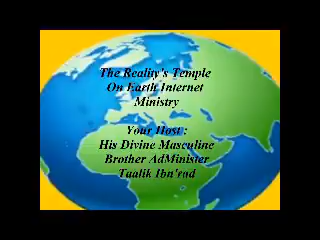 The Reality's Temple
On Earth Internet
Ministry
Your Host :
His Divine Masculine
Brother AdMinister
Taalik Ibn'rad